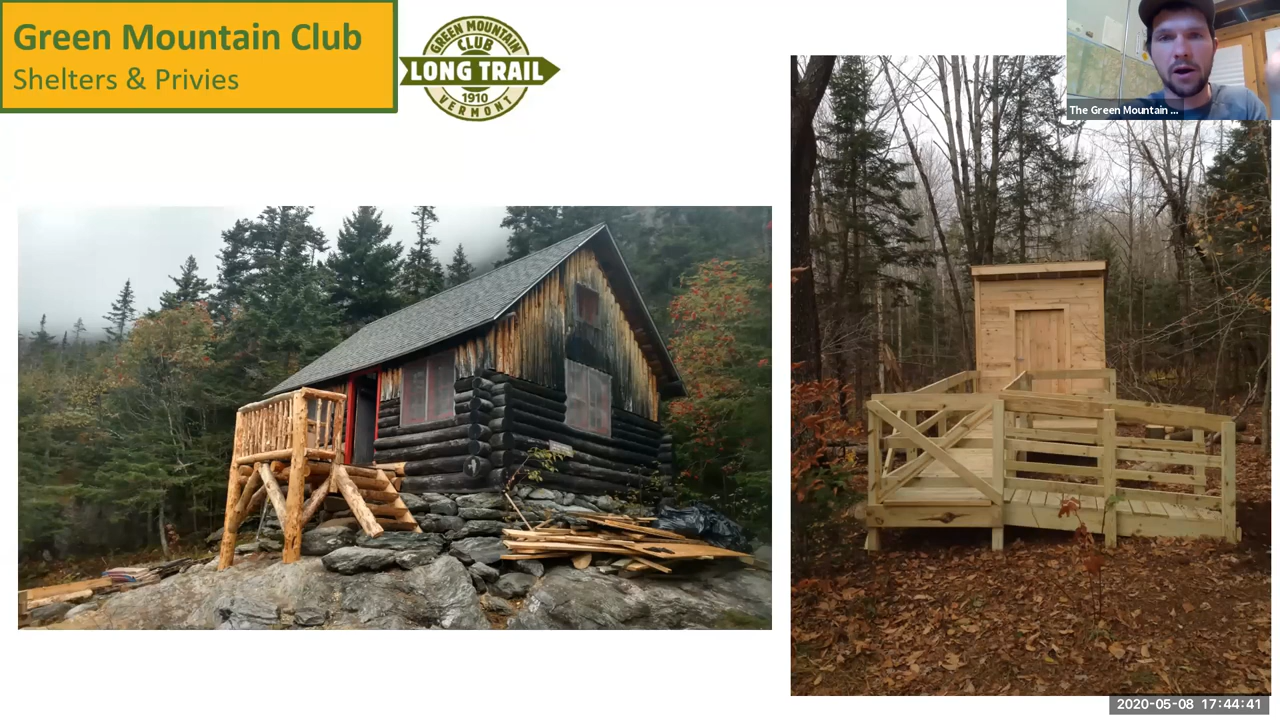 Green Mountain Club
Shelters & Privies
GREEN MOUNTAIN
CLUB
LONG TRAIL
1910
VERMONT
The Green Mountain ...
2020-05-08 17:44:41